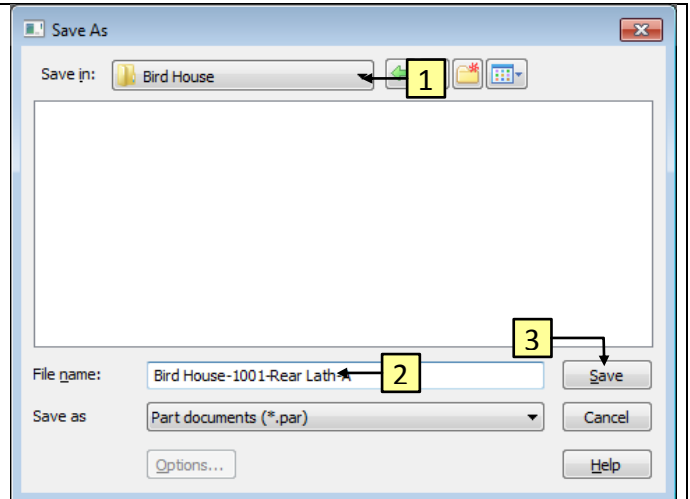 Save As
Save in: Bird House 1
3
File name: Bird House-1001-Rear Lath-A 2 Save
Save as Part documents (*.par) Cancel
Options... Help